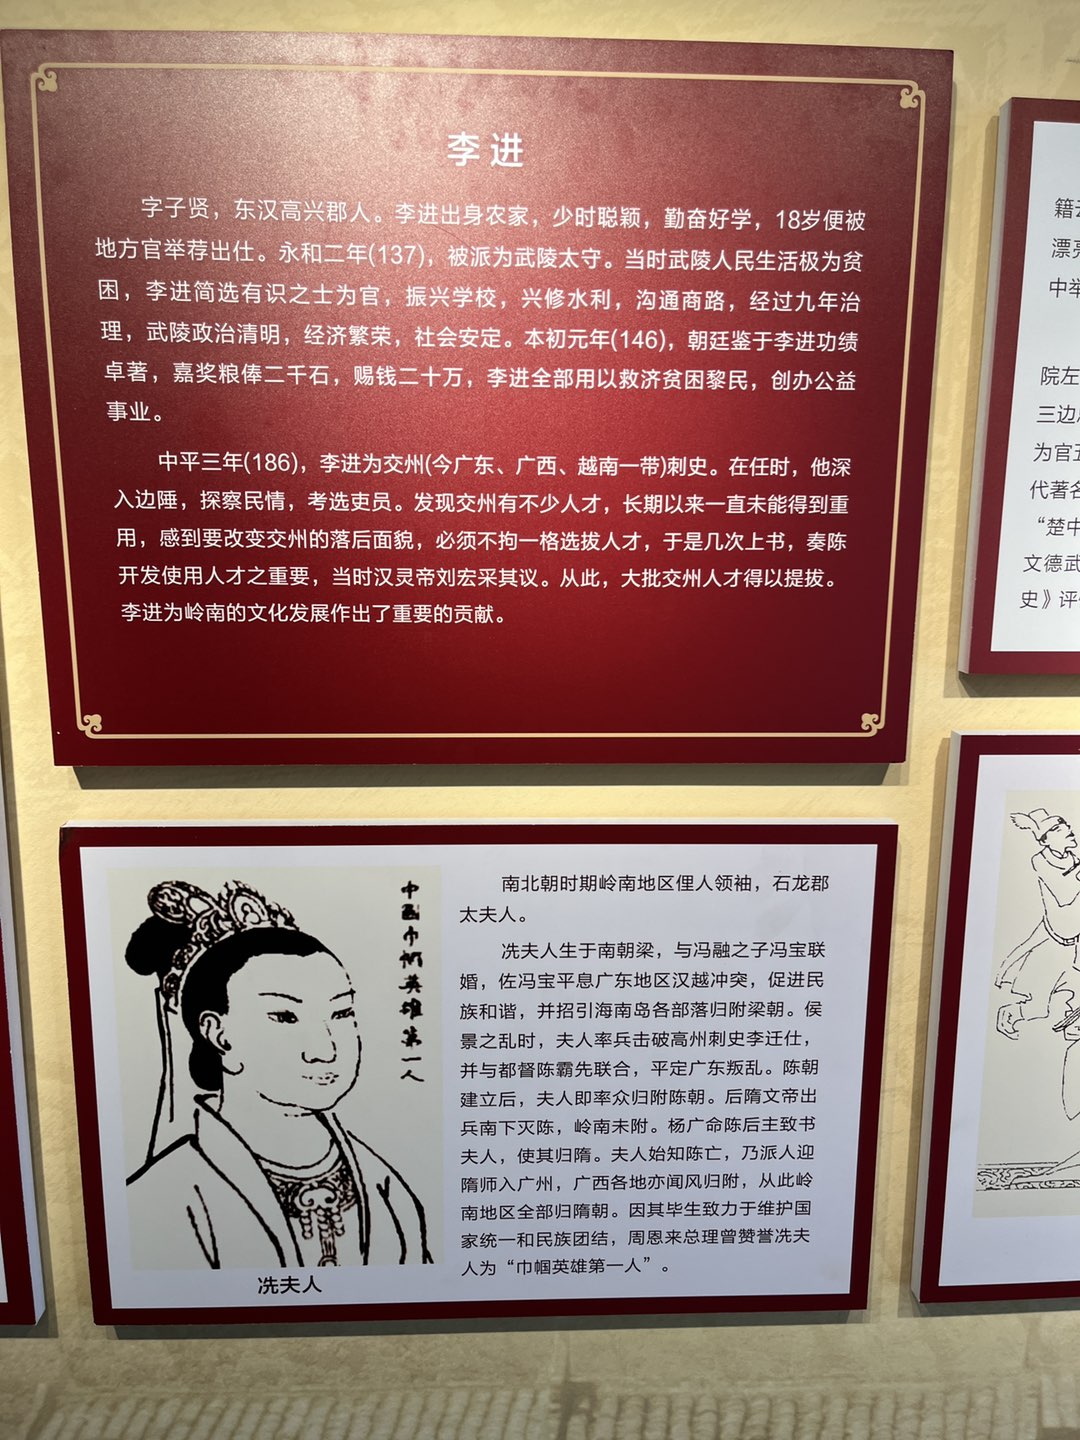 李进
字子贤，东汉高兴郡人。李进出身农家，少时聪颖，勤奋好学，18岁便被
地方官举荐出仕。永和二年(137)，被派为武陵太守。当时武陵人民生活极为贫
困，李进简选有识之士为官，振兴学校，兴修水利，沟通商路，经过九年治
理，武陵政治清明，经济繁荣，社会安定。本初元年(146)，朝廷鉴于李进功绩
卓著，嘉奖粮俸二千石，赐钱二十万，李进全部用以救济贫困黎民，创办公益
事业。
中平三年(186)，李进为交州(今广东、广西、越南一带)刺史。在任时，他深
入边陲，探察民情，考选吏员。发现交州有不少人才，长期以来一直未能得到重
用，感到要改变交州的落后面貌，必须不拘一格选拔人才，于是几次上书，奏陈
开发使用人才之重要，当时汉灵帝刘宏采其议。从此，大批交州人才得以提拔。
李进为岭南的文化发展作出了重要的贡献。
中国巾帼英雄第一人
冼夫人
南北朝时期岭南地区俚人领袖，石龙郡
太夫人。
冼夫人生于南朝梁，与冯融之子冯宝联
婚，佐冯宝平息广东地区汉越冲突，促进民
族和谐，并招引海南岛各部落归附梁朝。侯
景之乱时，夫人率兵击破高州刺史李迁仕，
并与都督陈霸先联合，平定广东叛乱。陈朝
建立后，夫人即率众归附陈朝。后隋文帝出
兵南下灭陈，岭南未附。杨广命陈后主致书
夫人，使其归隋。夫人始知陈亡，乃派人迎
隋师入广州，广西各地亦闻风归附，从此岭
南地区全部归隋朝。因其毕生致力于维护国
家统一和民族团结，周恩来总理曾赞誉冼夫
人为“巾帼英雄第一人”。
籍
漂亮
中举
院左
三边
为官
代著名
“楚中
文德武
史》评